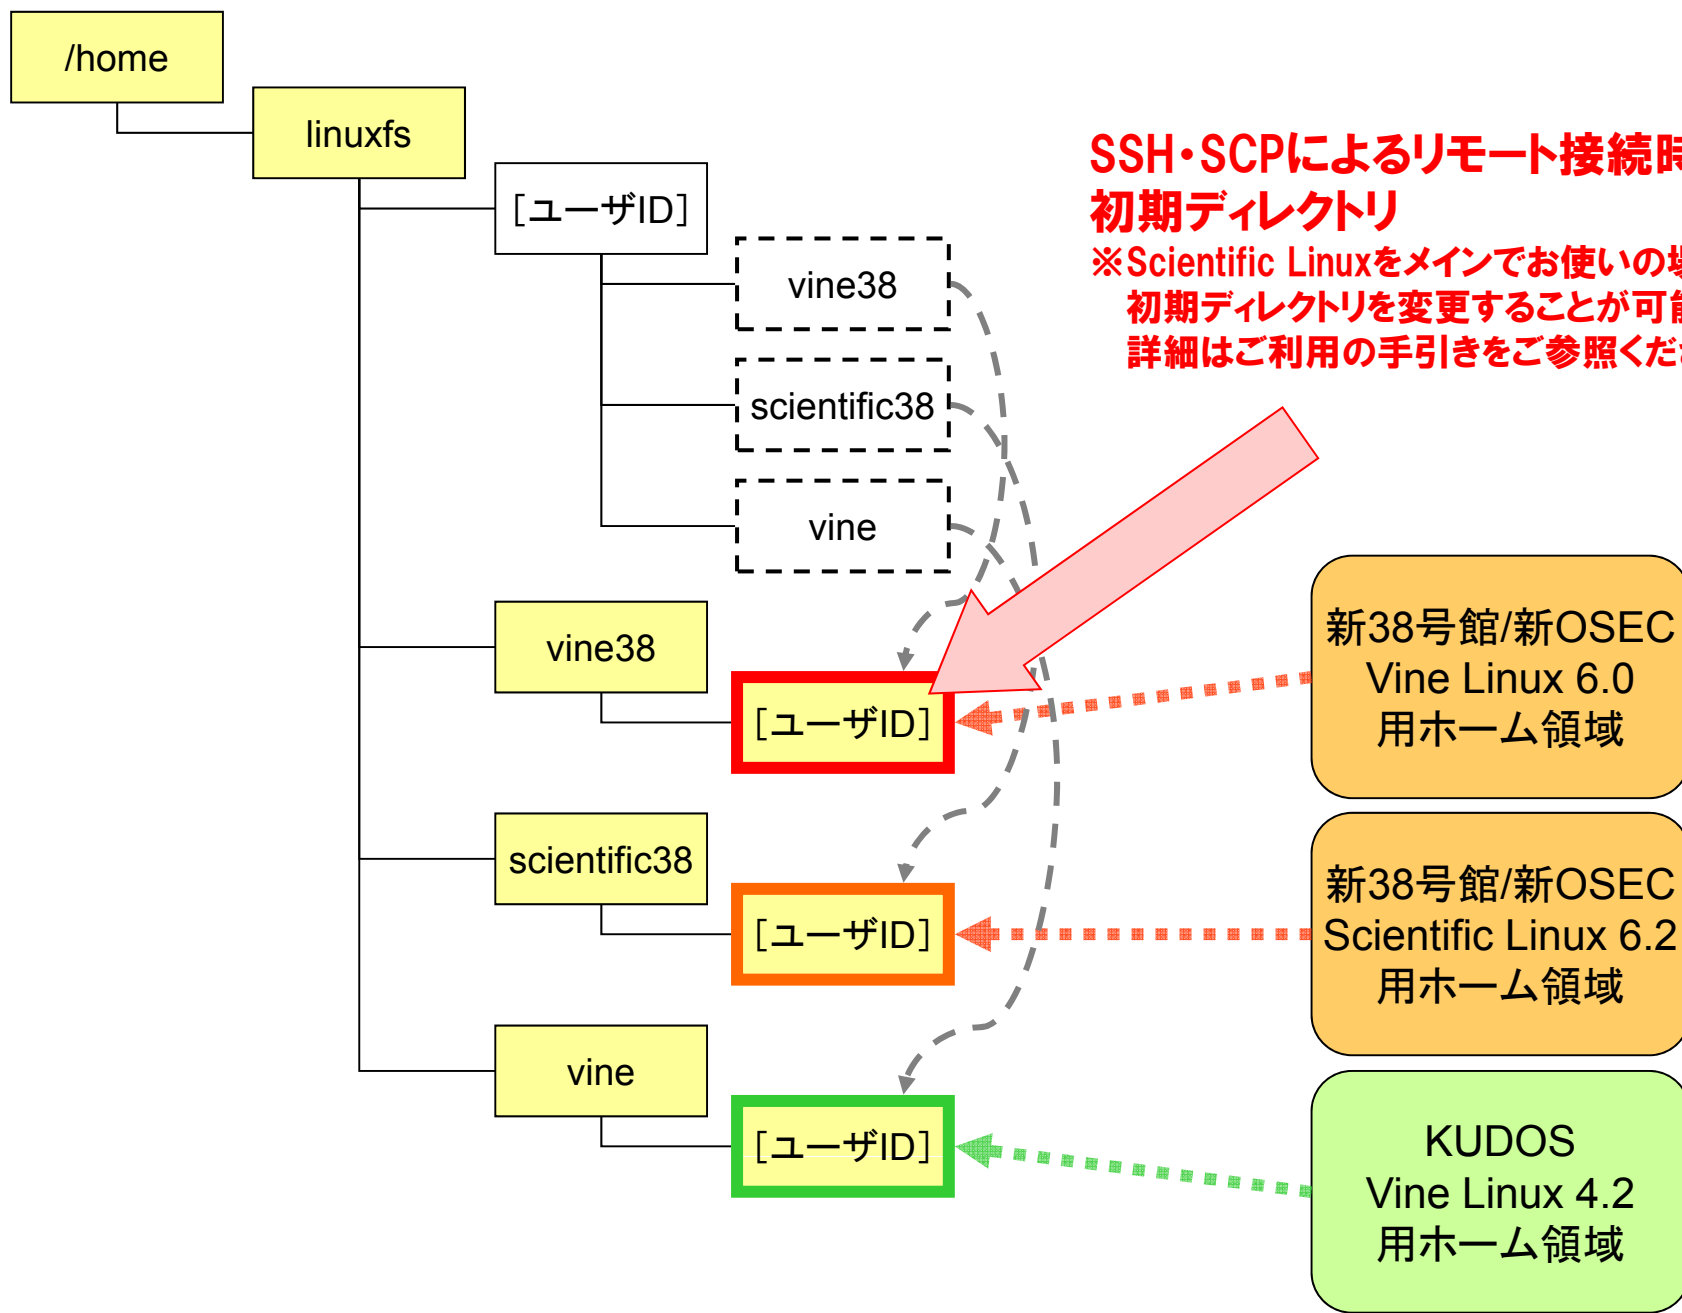 /home
linuxfs
[ユーザID]
vine38
scientific38
vine
SSH・SCPによるリモート接続時
初期ディレクトリ
※Scientific Linuxをメインでお使いの場
初期ディレクトリを変更することが可能
詳細はご利用の手引きをご参照くださ
vine38
[ユーザID]
scientific38
[ユーザID]
vine
[ユーザID]
新38号館/新OSEC
Vine Linux 6.0
用ホーム領域
新38号館/新OSEC
Scientific Linux 6.2
用ホーム領域
KUDOS
Vine Linux 4.2
用ホーム領域